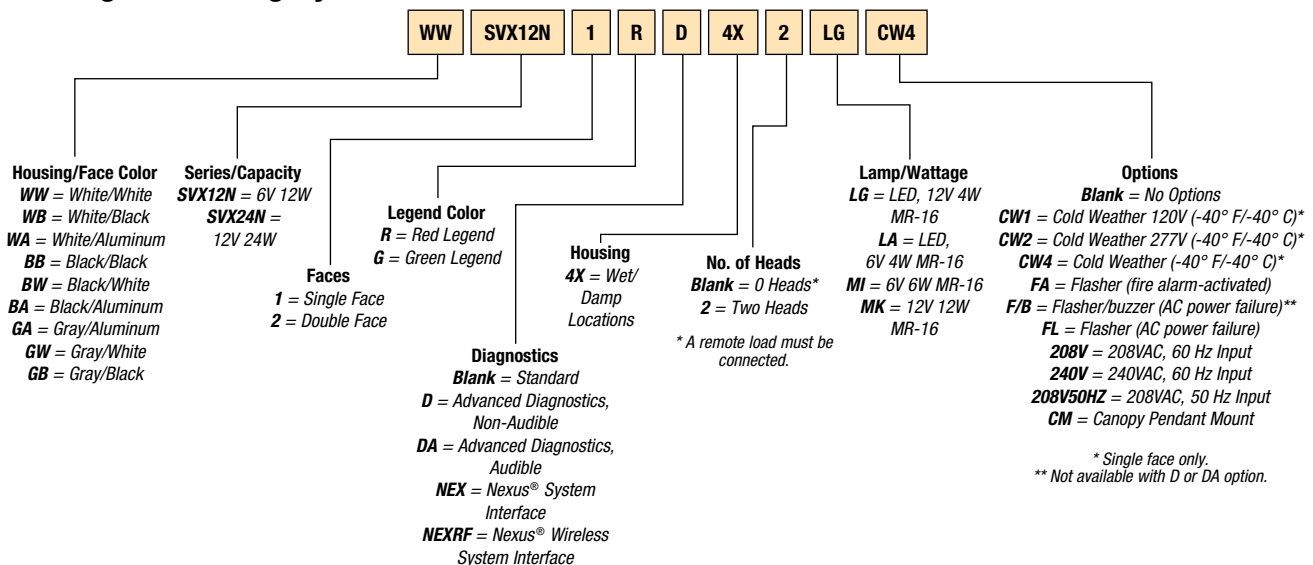 WW SVX12N 1 R D 4X 2 LG CW4
Housing/Face Color
WW = White/White
WB = White/Black
WA = White/Aluminum
BB = Black/Black
BW = Black/White
BA = Black/Aluminum
GA = Gray/Aluminum
GW = Gray/White
GB = Gray/Black
Series/Capacity
SVX12N = 6V 12W
SVX24N =
12V 24W
Faces
1 = Single Face
2 = Double Face
Legend Color
R = Red Legend
G = Green Legend
Diagnostics
Blank = Standard
D = Advanced Diagnostics,
Non-Audible
DA = Advanced Diagnostics,
Audible
NEX = Nexus® System
Interface
NEXRF = Nexus® Wireless
System Interface
Housing
4X = Wet/
Damp
Locations
No. of Heads
Blank = 0 Heads*
2 = Two Heads
* A remote load must be
connected.
Lamp/Wattage
LG = LED, 12V 4W
MR-16
LA = LED,
6V 4W MR-16
MI = 6V 6W MR-16
MK = 12V 12W
MR-16
Options
Blank = No Options
CW1 = Cold Weather 120V (-40° F/-40° C)*
CW2 = Cold Weather 277V (-40° F/-40° C)*
CW4 = Cold Weather (-40° F/-40° C)*
FA = Flasher (fire alarm-activated)
F/B = Flasher/buzzer (AC power failure)**
FL = Flasher (AC power failure)
208V = 208VAC, 60 Hz Input
240V = 240VAC, 60 Hz Input
208V50HZ = 208VAC, 50 Hz Input
CM = Canopy Pendant Mount
* Single face only.
** Not available with D or DA option.